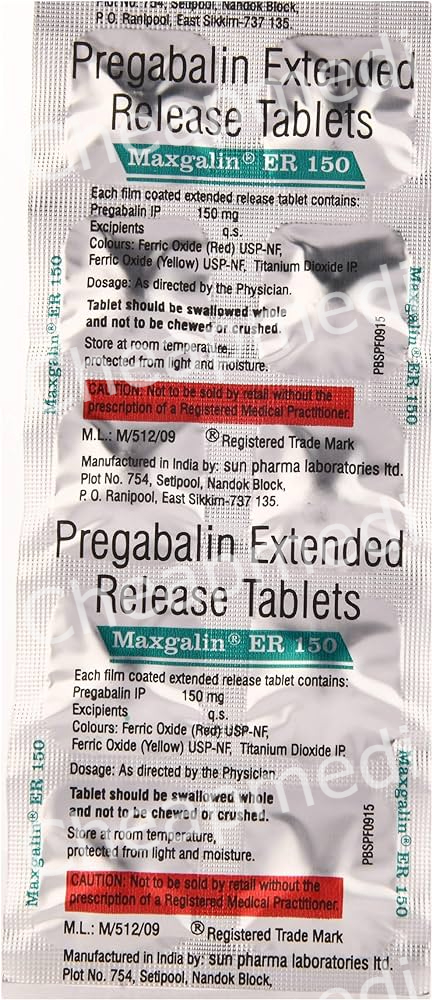 Plot No. 754, Setipool, Nandok Block,
P. O. Ranipool, East Sikkim-737 135.
Pregabalin Extended
Release Tablets
Maxgalin® ER 150
Each film coated extended release tablet contains:
Pregabalin IP 150 mg
Excipients q.s.
Colours: Ferric Oxide (Red) USP-NF,
Ferric Oxide (Yellow) USP-NF, Titanium Dioxide IP.
Dosage: As directed by the Physician.
Tablet should be swallowed whole
and not to be chewed or crushed.
Store at room temperature,
protected from light and moisture.
CAUTION: Not to be sold by retail without the
prescription of a Registered Medical Practitioner.
M.L.: M/512/09 ® Registered Trade Mark
Manufactured in India by: sun pharma laboratories ltd.
Plot No. 754, Setipool, Nandok Block,
P. O. Ranipool, East Sikkim-737 135.
Maxgalin® ER 150
Maxgalin® ER 150
PBSPF0915
Pregabalin Extended
Release Tablets
Maxgalin® ER 150
Each film coated extended release tablet contains:
Pregabalin IP 150 mg
Excipients q.s.
Colours: Ferric Oxide (Red) USP-NF,
Ferric Oxide (Yellow) USP-NF, Titanium Dioxide IP.
Dosage: As directed by the Physician.
Tablet should be swallowed whole
and not to be chewed or crushed.
Store at room temperature,
protected from light and moisture.
CAUTION: Not to be sold by retail without the
prescription of a Registered Medical Practitioner.
M.L.: M/512/09 ® Registered Trade Mark
Manufactured in India by: sun pharma laboratories ltd.
Plot No. 754, Setipool, Nandok Block,
Maxgalin® ER 150
Maxgalin® ER 150
PBSPF0915